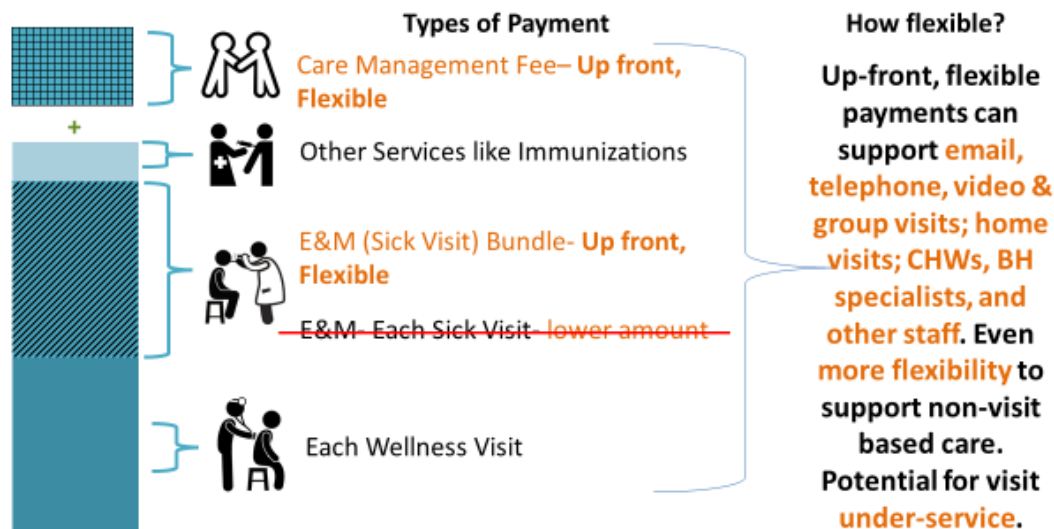 Types of Payment
Care Management Fee– Up front,
Flexible
+
Other Services like Immunizations
E&M (Sick Visit) Bundle- Up front,
Flexible
E&M- Each Sick Visit- lower amount
Each Wellness Visit
How flexible?
Up-front, flexible
payments can
support email,
telephone, video &
group visits; home
visits; CHWs, BH
specialists, and
other staff. Even
more flexibility to
support non-visit
based care.
Potential for visit
under-service.